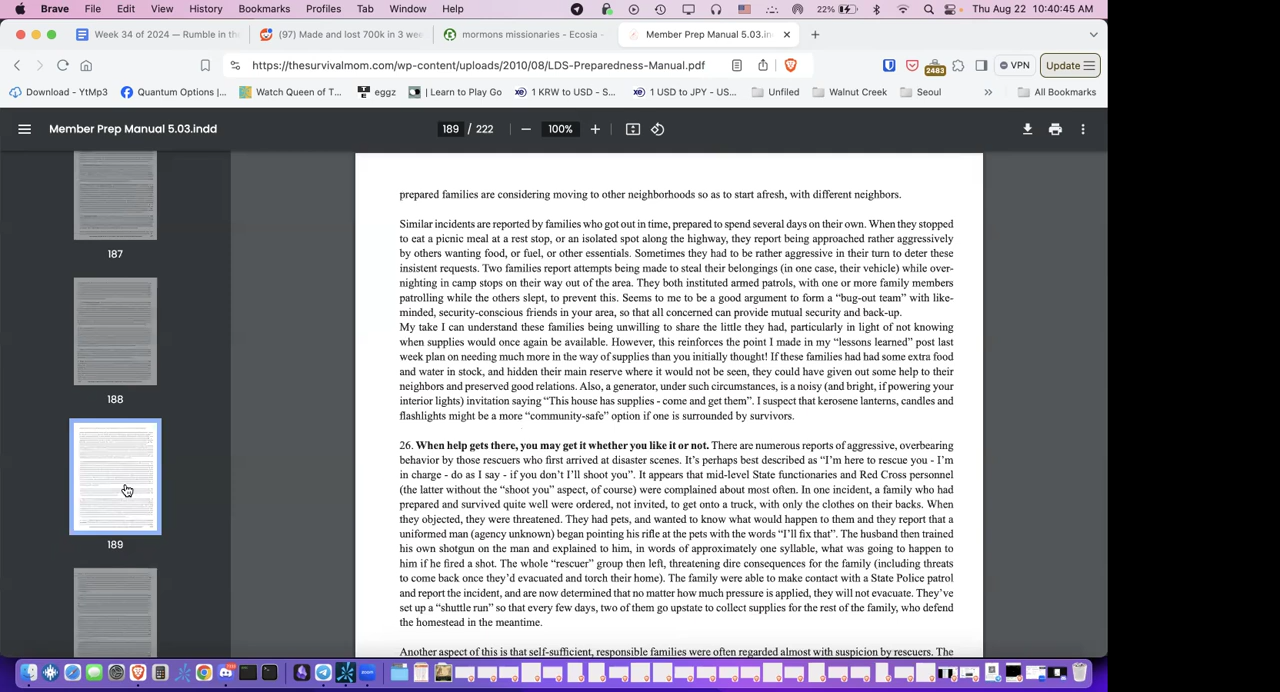 Brave File Edit View History Bookmarks Profiles Tab Window Help 22% Thu Aug 22 10:40:45 AM
Week 34 of 2024 — Rumble in th (97) Made and lost 700k in 3 we mormons missionaries - Ecosia Member Prep Manual 5.03.in
https://thesurvivalmom.com/wp-content/uploads/2010/08/LDS-Preparedness-Manual.pdf 2483 VPN Update
Download - YtMp3 Quantum Options |... Watch Queen of T... eggz | Learn to Play Go 1 KRW to USD - S... 1 USD to JPY - US... Unfiled Walnut Creek Seoul » All Bookmarks
Member Prep Manual 5.03.indd 189 / 222 100%
187
188
189
prepared families are considering moving to other neighborhoods so as to start afresh, with different neighbors.
Similar incidents are reported by families who got out in time, prepared to spend several days on their own. When they stopped
to eat a picnic meal at a rest stop, or an isolated spot along the highway, they report being approached rather aggressively
by others wanting food, or fuel, or other essentials. Sometimes they had to be rather aggressive in their turn to deter these
insistent requests. Two families report attempts being made to steal their belongings (in one case, their vehicle) while over-
nighting in camp stops on their way out of the area. They both instituted armed patrols, with one or more family members
patrolling while the others slept, to prevent this. Seems to me to be a good argument to form a “bug-out team” with like-
minded, security-conscious friends in your area, so that all concerned can provide mutual security and back-up.
My take I can understand these families being unwilling to share the little they had, particularly in light of not knowing
when supplies would once again be available. However, this reinforces the point I made in my “lessons learned” post last
week plan on needing much more in the way of supplies than you initially thought! If these families had had some extra food
and water in stock, and hidden their main reserve where it would not be seen, they could have given out some help to their
neighbors and preserved good relations. Also, a generator, under such circumstances, is a noisy (and bright, if powering your
interior lights) invitation saying “This house has supplies - come and get them”. I suspect that kerosene lanterns, candles and
flashlights might be a more “community-safe” option if one is surrounded by survivors.
26. When help gets there, you may get it whether you like it or not. There are numerous reports of aggressive, overbearing
behavior by those rescuers who first arrived at disaster scenes. It’s perhaps best described as “I’m here to rescue you - I’m
in charge - do as I say - if you don’t I’ll shoot you”. It appears that mid-level State functionaries and Red Cross personnel
(the latter without the “shoot you” aspect, of course) were complained about most often. In one incident, a family who had
prepared and survived quite well were ordered, not invited, to get onto a truck, with only the clothes on their backs. When
they objected, they were threatened. They had pets, and wanted to know what would happen to them and they report that a
uniformed man (agency unknown) began pointing his rifle at the pets with the words “I’ll fix that”. The husband then trained
his own shotgun on the man and explained to him, in words of approximately one syllable, what was going to happen to
him if he fired a shot. The whole “rescuer” group then left, threatening dire consequences for the family (including threats
to come back once they’d evacuated and torch their home). The family were able to make contact with a State Police patrol
and report the incident, and are now determined that no matter how much pressure is applied, they will not evacuate. They’ve
set up a “shuttle run” so that every few days, two of them go upstate to collect supplies for the rest of the family, who defend
the homestead in the meantime.
Another aspect of this is that self-sufficient, responsible families were often regarded almost with suspicion by rescuers. The